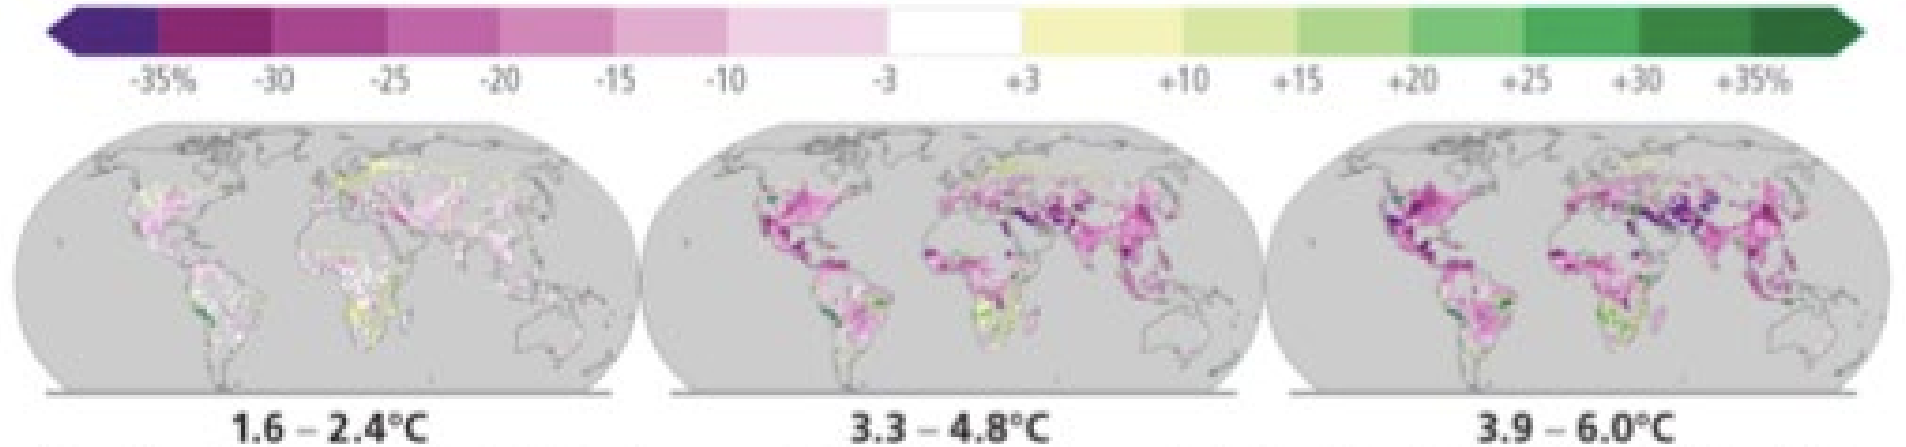 -35% -30 -25 -20 -15 -10 -3 +3 +10 +15 +20 +25 +30 +35%
1.6 – 2.4°C 3.3 – 4.8°C 3.9 – 6.0°C